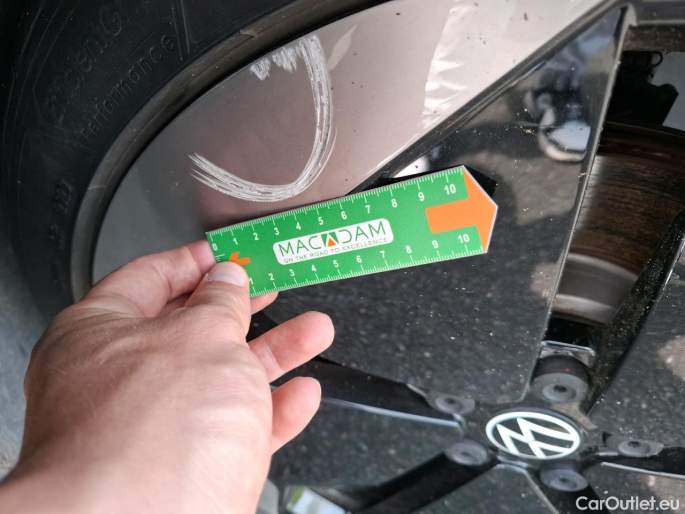 Performance
0 1 2 3 4 5 6 7 8 9 10
MACADAM
ON THE ROAD TO EXCELLENCE
1 2 3 4 5 6 7 8 9 10
CarOutlet.eu